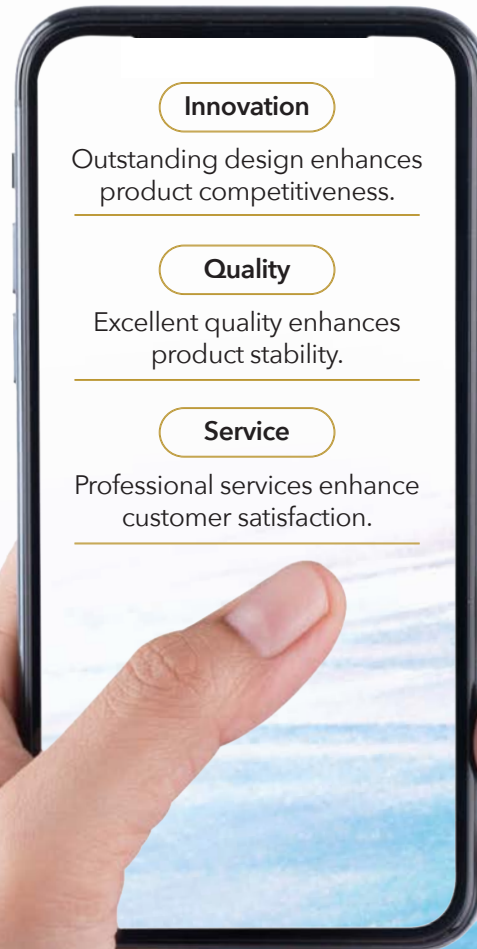 Innovation
Outstanding design enhances
product competitiveness.
Quality
Excellent quality enhances
product stability.
Service
Professional services enhance
customer satisfaction.